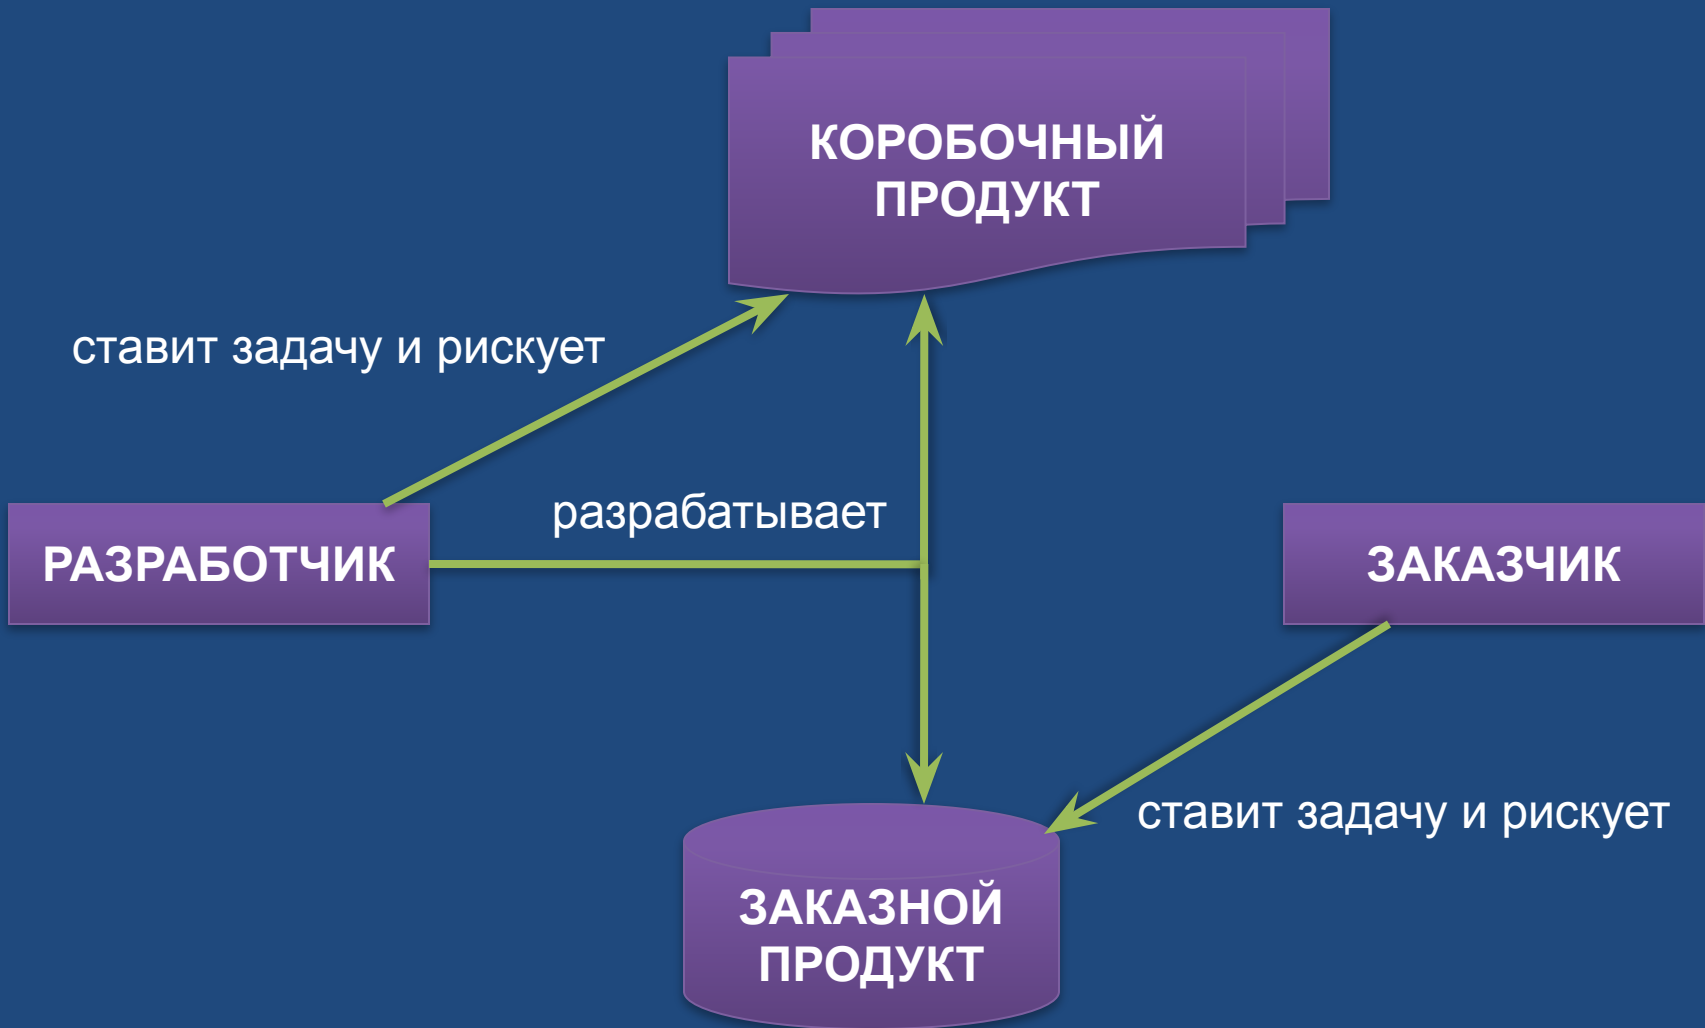 КОРОБОЧНЫЙ
ПРОДУКТ
ставит задачу и рискует
разрабатывает
РАЗРАБОТЧИК
ЗАКАЗЧИК
ставит задачу и рискует
ЗАКАЗНОЙ
ПРОДУКТ